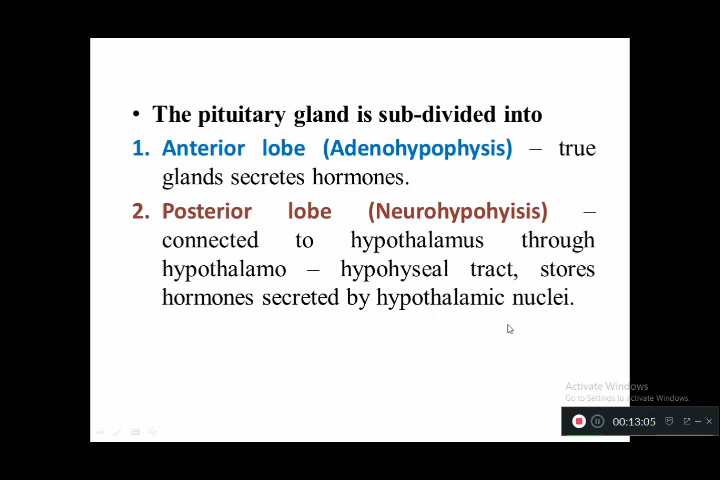 • The pituitary gland is sub-divided into
1. Anterior lobe (Adenohypophysis) – true
glands secretes hormones.
2. Posterior lobe (Neurohypohyisis) –
connected to hypothalamus through
hypothalamo – hypohyseal tract, stores
hormones secreted by hypothalamic nuclei.
Activate Windows
Go to Settings to activate Windows.
00:13:05